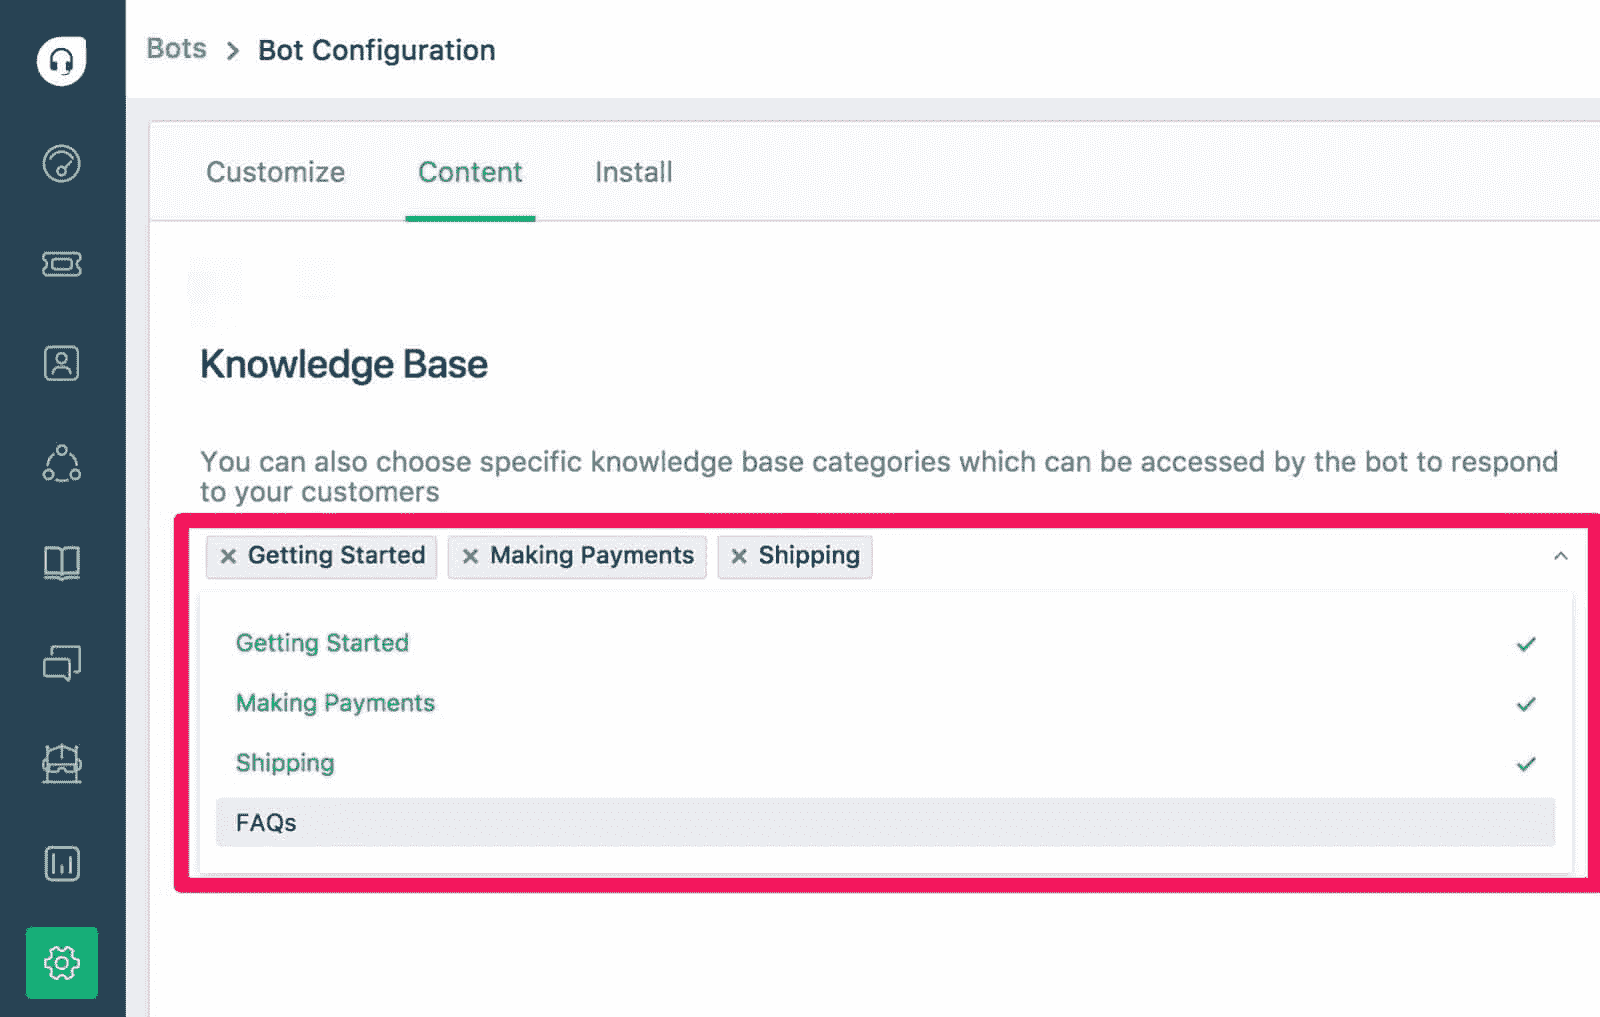 Bots > Bot Configuration
Customize Content Install
Knowledge Base
You can also choose specific knowledge base categories which can be accessed by the bot to respond
to your customers
× Getting Started × Making Payments × Shipping
Getting Started
Making Payments
Shipping
FAQs